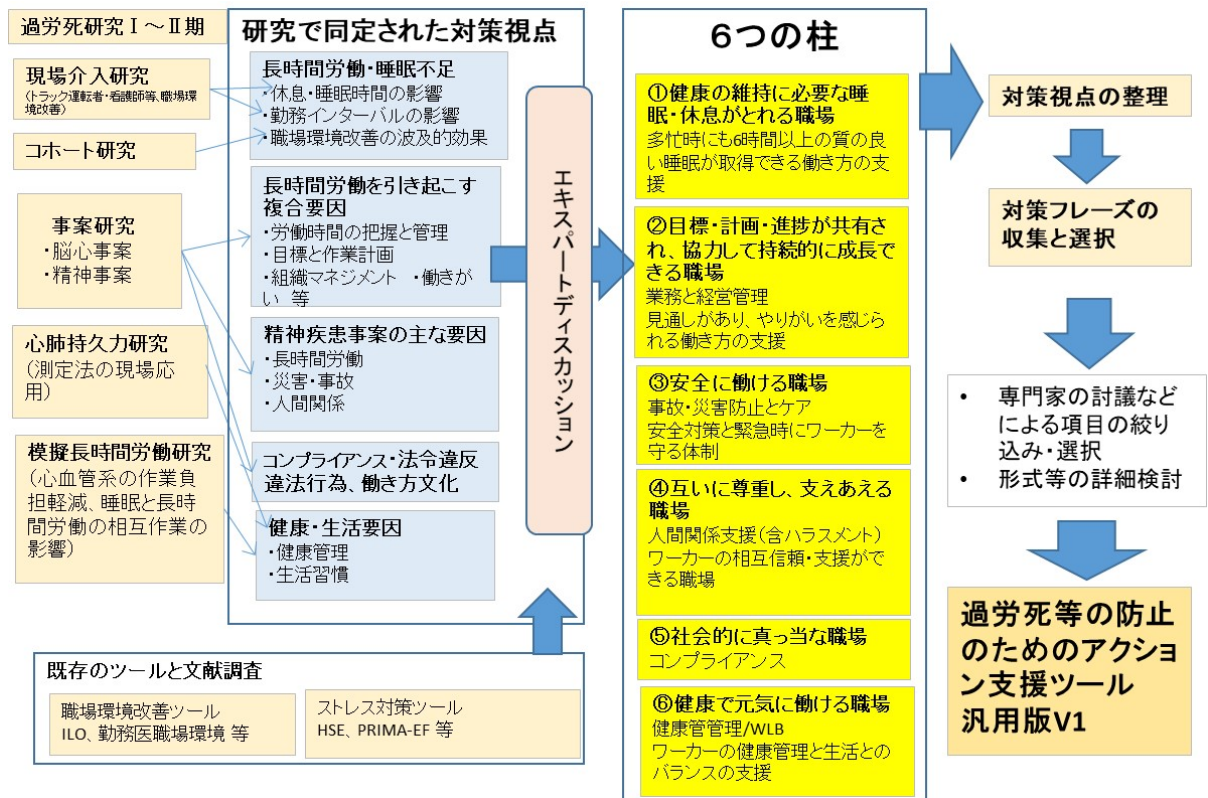 過労死研究Ⅰ～Ⅱ期
現場介入研究
(トラック運転者・看護師等、職場環
境改善)
コホート研究
事案研究
・脳心事案
・精神事案
心肺持久力研究
(測定法の現場応
用)
模擬長時間労働研究
(心血管系の作業負
担軽減、睡眠と長時
間労働の相互作業の
影響)
研究で同定された対策視点
長時間労働・睡眠不足
・休息・睡眠時間の影響
・勤務インターバルの影響
・職場環境改善の波及的効果
長時間労働を引き起こす
複合要因
・労働時間の把握と管理
・目標と作業計画
・組織マネジメント ・働きが
い 等
精神疾患事案の主な要因
・長時間労働
・災害・事故
・人間関係
コンプライアンス・法令違反
違法行為、働き方文化
健康・生活要因
・健康管理
・生活習慣
既存のツールと文献調査
職場環境改善ツール
ILO、勤務医職場環境 等
ストレス対策ツール
HSE、PRIMA-EF 等
エキスパートディスカッション
6つの柱
①健康の維持に必要な睡
眠・休息がとれる職場
多忙時にも6時間以上の質の良
い睡眠が取得できる働き方の支
援
②目標・計画・進捗が共有さ
れ、協力して持続的に成長で
きる職場
業務と経営管理
見通しがあり、やりがいを感じら
れる働き方の支援
③安全に働ける職場
事故・災害防止とケア
安全対策と緊急時にワーカーを
守る体制
④互いに尊重し、支えあえる
職場
人間関係支援(含ハラスメント)
ワーカーの相互信頼・支援がで
きる職場
⑤社会的に真っ当な職場
コンプライアンス
⑥健康で元気に働ける職場
健康管管理/WLB
ワーカーの健康管理と生活との
バランスの支援
対策視点の整理
対策フレーズの
収集と選択
• 専門家の討議など
による項目の絞り
込み・選択
• 形式等の詳細検討
過労死等の防止
のためのアクショ
ン支援ツール
汎用版V1